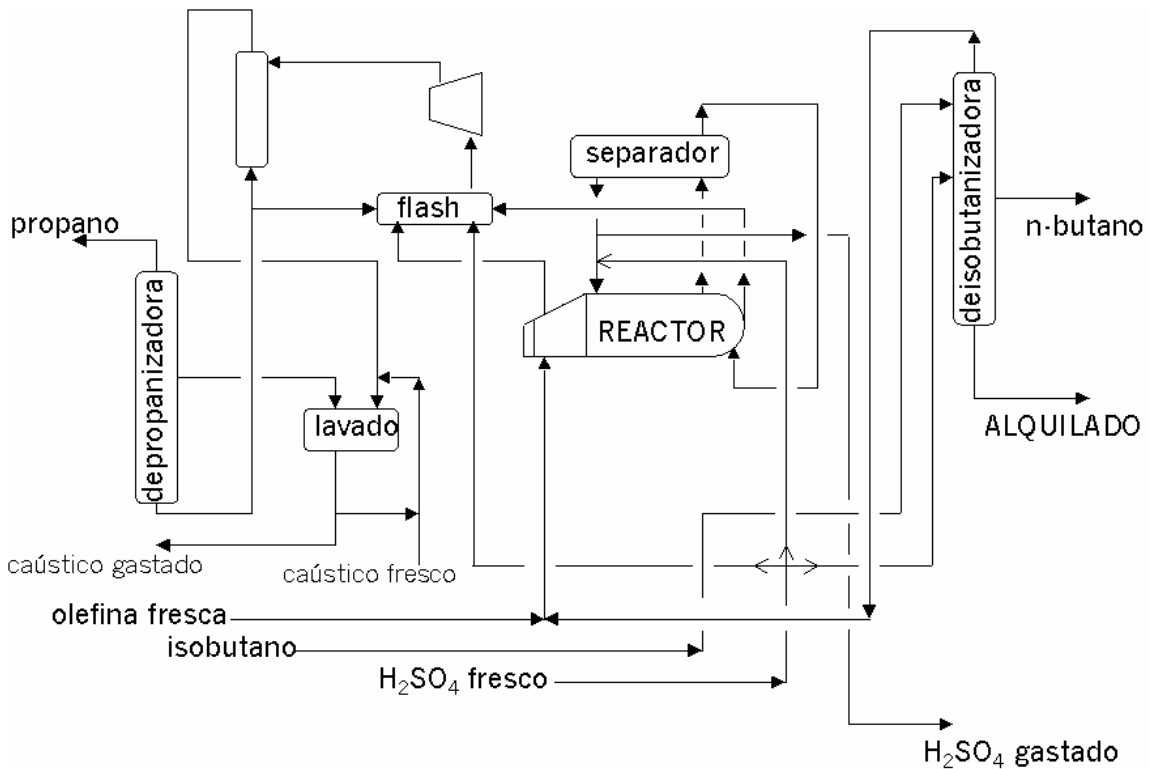 separador
flash
propano
n-butano
deisobutanizadora
REACTOR
depropanizadora
lavado
ALQUILADO
caústico gastado
caústico fresco
olefina fresca
isobutano
H₂SO₄ fresco
H₂SO₄ gastado